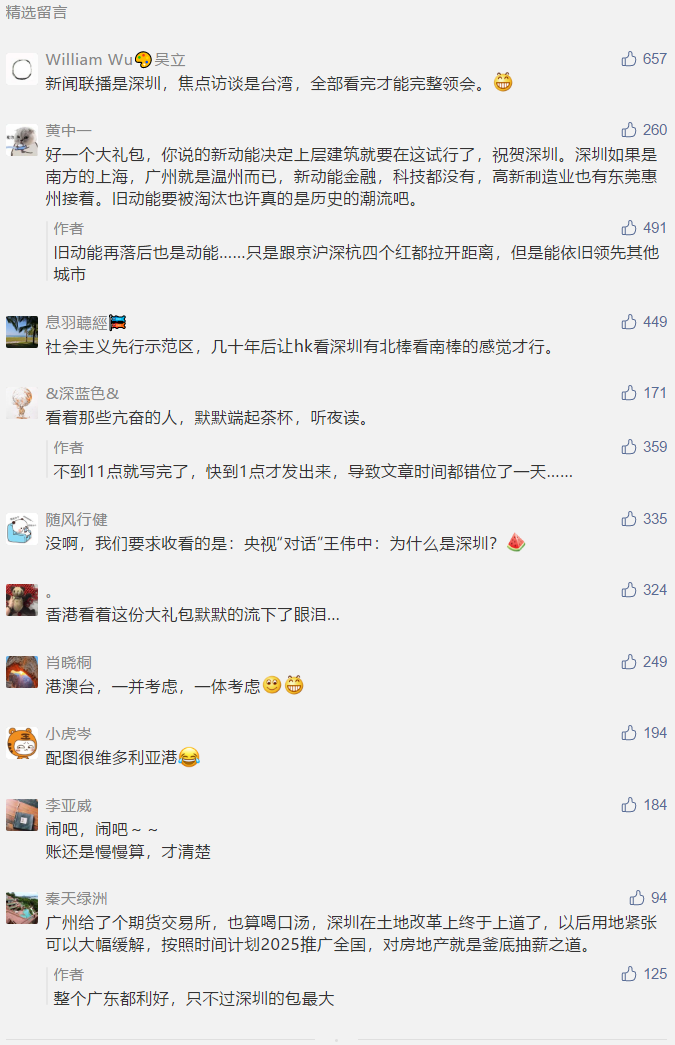 精选留言
William Wu🎨吴立
657
新闻联播是深圳，焦点访谈是台湾，全部看完才能完整领会。😁
黄中一
260
好一个大礼包，你说的新动能决定上层建筑就要在这试行了，祝贺深圳。深圳如果是
南方的上海，广州就是温州而已，新动能金融，科技都没有，高新制造业也有东莞惠
州接着。旧动能要被淘汰也许真的是历史的潮流吧。
作者
491
旧动能再落后也是动能......只是跟京沪深杭四个红都拉开距离，但是能依旧领先其他
城市
息羽聽經
449
社会主义先行示范区，几十年后让hk看深圳有北棒看南棒的感觉才行。
&深蓝色&
171
看着那些亢奋的人，默默端起茶杯，听夜读。
作者
359
不到11点就写完了，快到1点才发出来，导致文章时间都错位了一天......
随风行健
335
没啊，我们要求收看的是：央视“对话”王伟中：为什么是深圳？🍉
。
324
香港看着这份大礼包默默的流下了眼泪...
肖晓桐
249
港澳台，一并考虑，一体考虑🙂😁
小虎岑
194
配图很维多利亚港😂
李亚威
184
闹吧，闹吧～～
账还是慢慢算，才清楚
秦天绿洲
94
广州给了个期货交易所，也算喝口汤，深圳在土地改革上终于上道了，以后用地紧张
可以大幅缓解，按照时间计划2025推广全国，对房地产就是釜底抽薪之道。
作者
125
整个广东都利好，只不过深圳的包最大